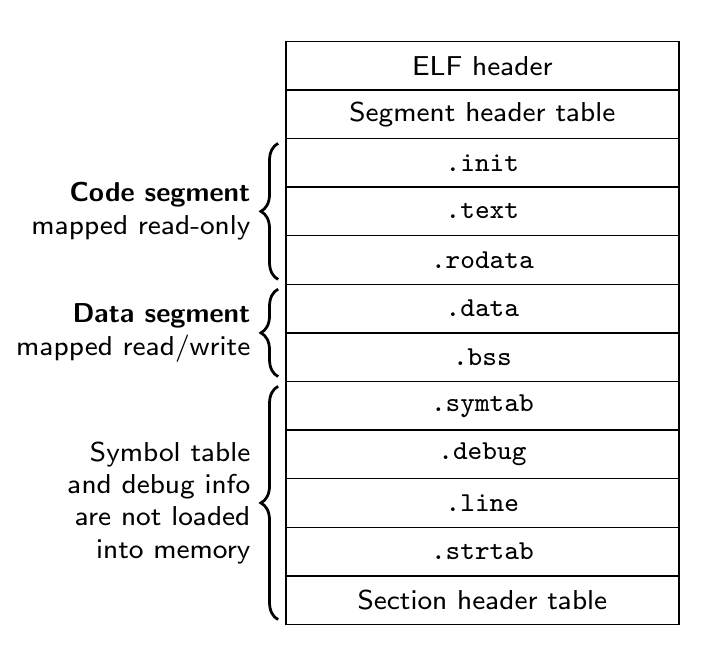 ELF header
Segment header table
.init
.text
.rodata
.data
.bss
.symtab
.debug
.line
.strtab
Section header table
Code segment
mapped read-only
Data segment
mapped read/write
Symbol table
and debug info
are not loaded
into memory